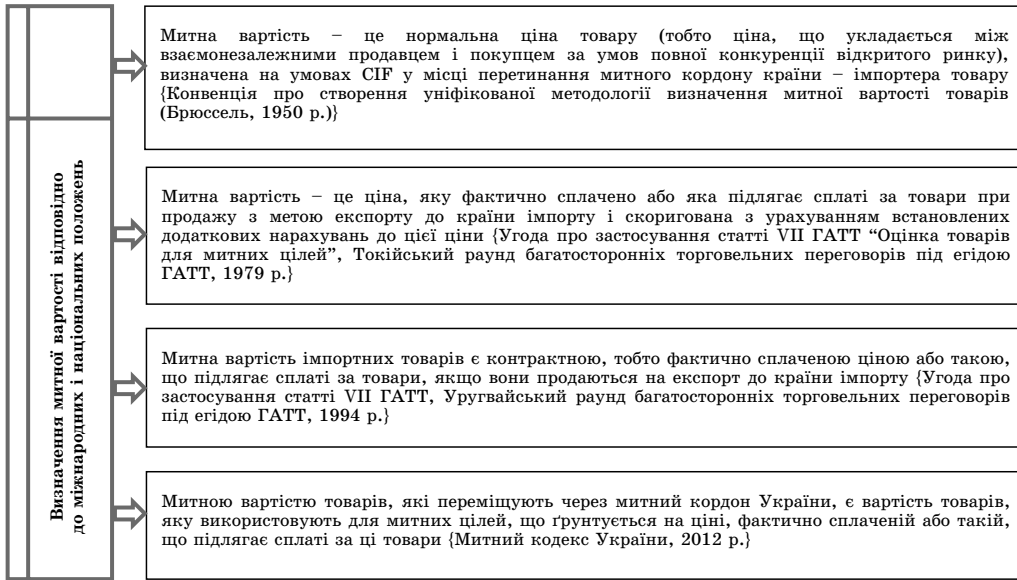 Визначення митної вартості відповідно
до міжнародних і національних положень
Митна вартість – це нормальна ціна товару (тобто ціна, що укладається між
взаємонезалежними продавцем і покупцем за умов повної конкуренції відкритого ринку),
визначена на умовах CIF у місці перетинання митного кордону країни – імпортера товару
{Конвенція про створення уніфікованої методології визначення митної вартості товарів
(Брюссель, 1950 р.)}
Митна вартість – це ціна, яку фактично сплачено або яка підлягає сплаті за товари при
продажу з метою експорту до країни імпорту і скоригована з урахуванням встановлених
додаткових нарахувань до цієї ціни {Угода про застосування статті VII ГАТТ “Оцінка товарів
для митних цілей”, Токійський раунд багатосторонніх торговельних переговорів під егідою
ГАТТ, 1979 р.}
Митна вартість імпортних товарів є контрактною, тобто фактично сплаченою ціною або такою,
що підлягає сплаті за товари, якщо вони продаються на експорт до країни імпорту {Угода про
застосування статті VII ГАТТ, Уругвайський раунд багатосторонніх торговельних переговорів
під егідою ГАТТ, 1994 р.}
Митною вартістю товарів, які переміщують через митний кордон України, є вартість товарів,
яку використовують для митних цілей, що ґрунтується на ціні, фактично сплаченій або такій,
що підлягає сплаті за ці товари {Митний кодекс України, 2012 р.}